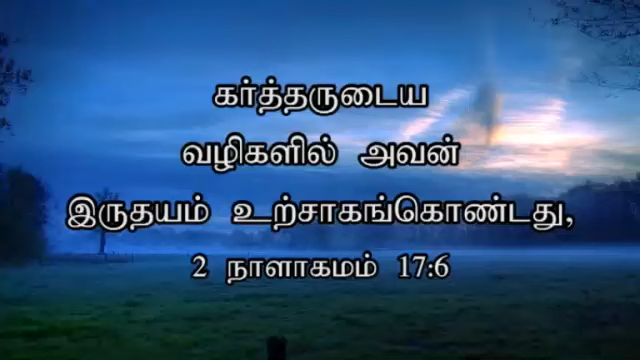 கர்த்தருடைய
வழிகளில் அவன்
இருதயம் உற்சாகங்கொண்டது,
2 நாளாகமம் 17:6